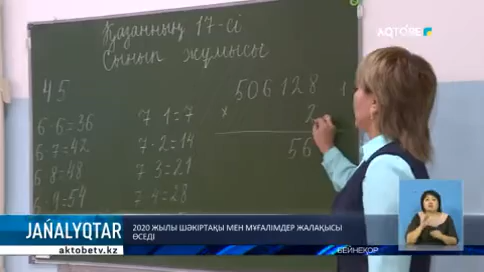 AQTÓBE
Қазанның 17-сі
Сынып жұмысы
45
506128
× 2
56
6·6=36
6·7=42
6·8=48
6·9=54
7·1=7
7·2=14
7·3=21
7·4=28
JAŃALYQTAR
aktobetv.kz
2020 ЖЫЛЫ ШӘКІРТАҚЫ МЕН МҰҒАЛІМДЕР ЖАЛАҚЫСЫ
ӨСЕДІ
БЕЙНЕҚОР